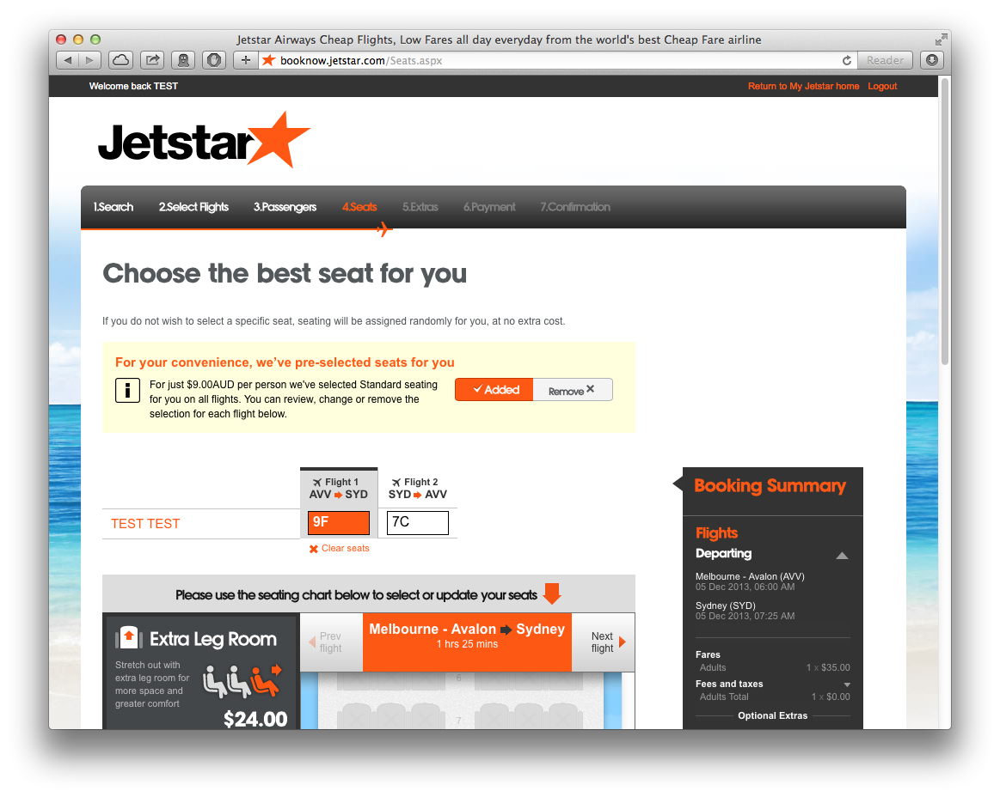 Jetstar Airways Cheap Flights, Low Fares all day everyday from the world's best Cheap Fare airline
booknow.jetstar.com/Seats.aspx
Reader
Welcome back TEST
Return to My Jetstar home Logout
Jetstar
1.Search 2.Select Flights 3.Passengers 4.Seats 5.Extras 6.Payment 7.Confirmation
Choose the best seat for you
If you do not wish to select a specific seat, seating will be assigned randomly for you, at no extra cost.
For your convenience, we've pre-selected seats for you
i
For just $9.00AUD per person we've selected Standard seating
for you on all flights. You can review, change or remove the
selection for each flight below.
Added Remove
Flight 1
AVV SYD
Flight 2
SYD AVV
TEST TEST
9F
7C
Clear seats
Please use the seating chart below to select or update your seats
Extra Leg Room
Stretch out with
extra leg room for
more space and
greater comfort
$24.00
Prev
flight
Melbourne - Avalon Sydney
1 hrs 25 mins
Next
flight
6
7
Booking Summary
Flights
Departing
Melbourne - Avalon (AVV)
05 Dec 2013, 06:00 AM
Sydney (SYD)
05 Dec 2013, 07:25 AM
Fares
Adults 1 x $35.00
Fees and taxes
Adults Total 1 x $0.00
Optional Extras